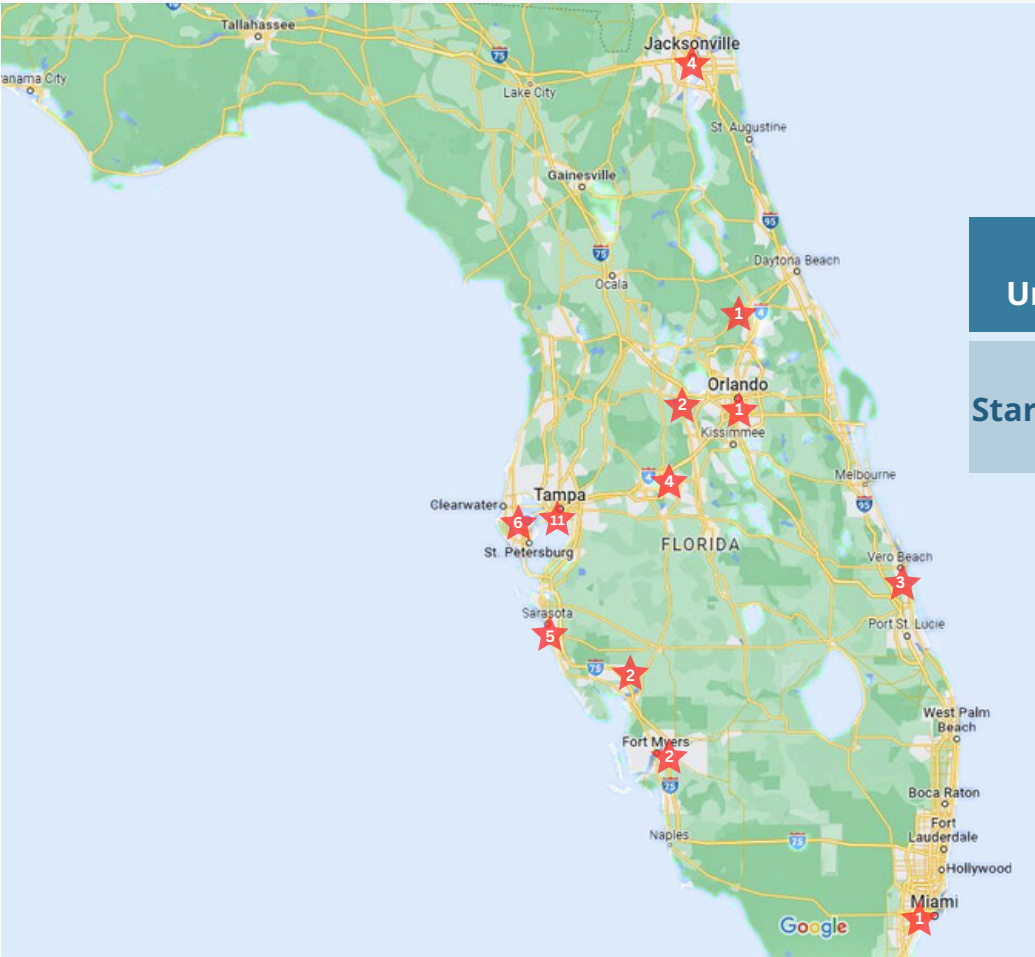 Tallahassee
Jacksonville
4
75
anama City
Lake City
St. Augustine
Gainesville
95
75
Daytona Beach
Ocala
1
4
Orlando
2
1
Kissimmee
4
4
Melbourne
Tampa
Clearwater
95
6
11
FLORIDA
St. Petersburg
Vero Beach
3
Sarasota
Port St. Lucie
5
75
2
West Palm
Beach
Fort Myers
2
75
Boca Raton
Fort
Lauderdale
Naples
75
Hollywood
Miami
1
Google
Ur
Star